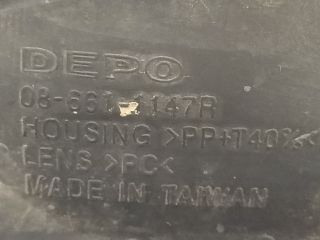 DEPO
HOUSING >PP+T40%<
LENS >PC<
MADE IN TAIWAN